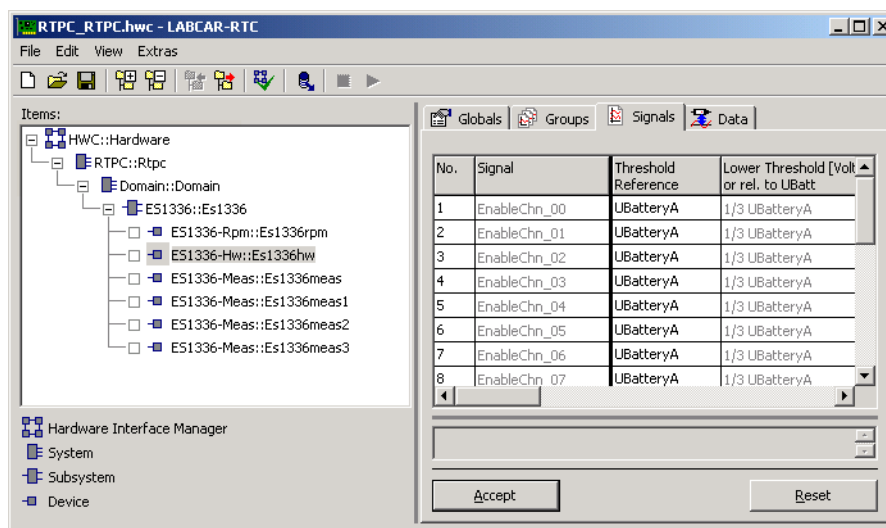 RTPC_RTPC.hwc - LABCAR-RTC
File Edit View Extras
Items:
HWC::Hardware
RTPC::Rtpc
Domain::Domain
ES1336::Es1336
ES1336-Rpm::Es1336rpm
ES1336-Hw::Es1336hw
ES1336-Meas::Es1336meas
ES1336-Meas::Es1336meas1
ES1336-Meas::Es1336meas2
ES1336-Meas::Es1336meas3
Hardware Interface Manager
System
Subsystem
Device
Globals Groups Signals Data
No. Signal Threshold Reference Lower Threshold [Volt or rel. to UBatt
1 EnableChn_00 UBatteryA 1/3 UBatteryA
2 EnableChn_01 UBatteryA 1/3 UBatteryA
3 EnableChn_02 UBatteryA 1/3 UBatteryA
4 EnableChn_03 UBatteryA 1/3 UBatteryA
5 EnableChn_04 UBatteryA 1/3 UBatteryA
6 EnableChn_05 UBatteryA 1/3 UBatteryA
7 EnableChn_06 UBatteryA 1/3 UBatteryA
8 EnableChn_07 UBatteryA 1/3 UBatteryA
Accept Reset